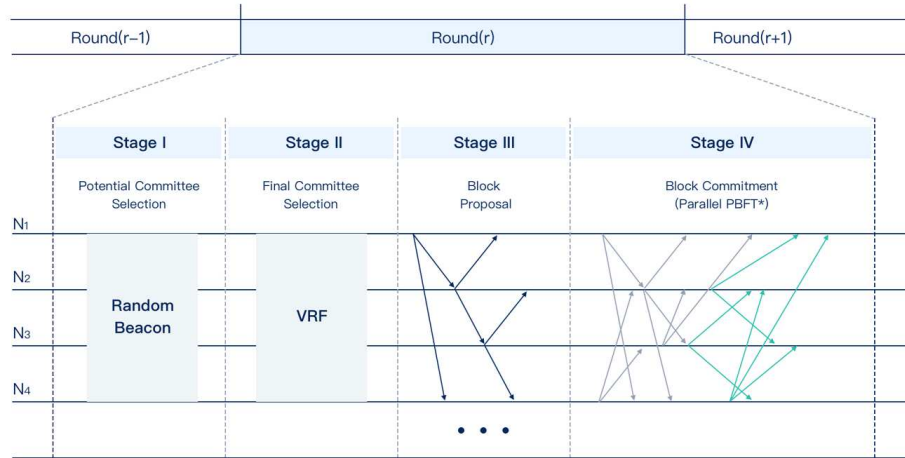 Round(r−1)
Round(r)
Round(r+1)
Stage I
Stage II
Stage III
Stage IV
Potential Committee
Selection
Final Committee
Selection
Block
Proposal
Block Commitment
(Parallel PBFT*)
N1
N2
N3
N4
Random
Beacon
VRF